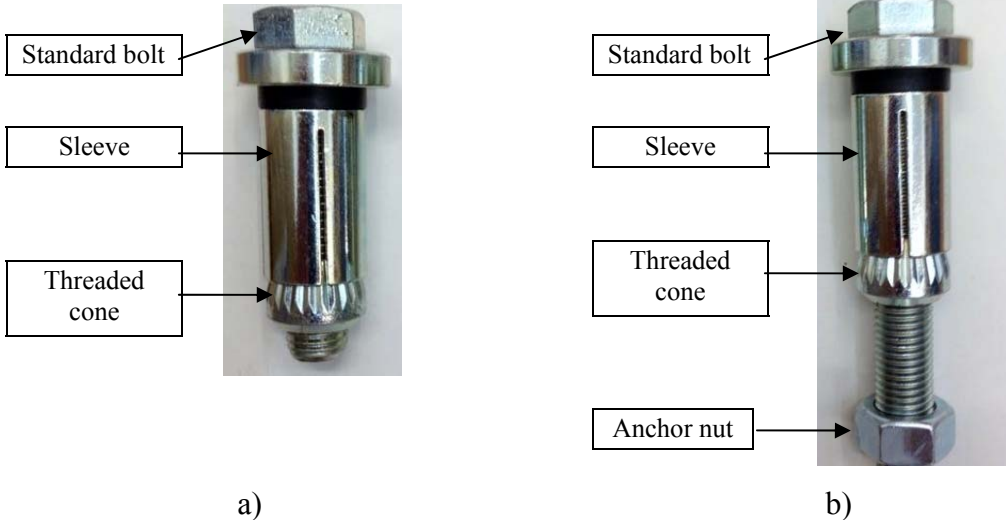 Standard bolt
Sleeve
Threaded
cone
a)
Standard bolt
Sleeve
Threaded
cone
Anchor nut
b)